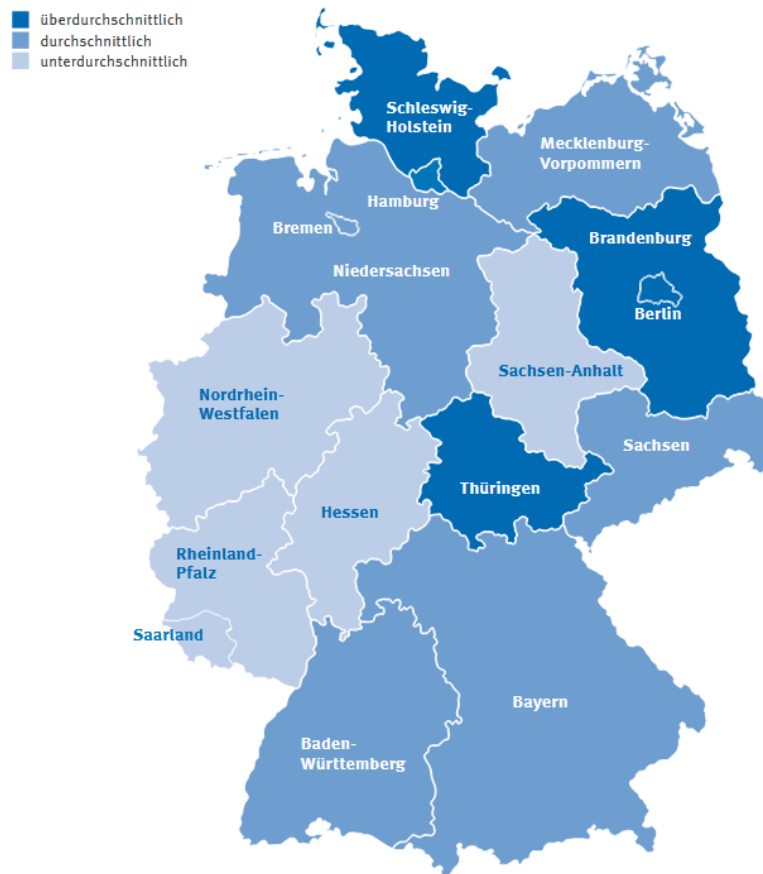 überdurchschnittlich
durchschnittlich
unterdurchschnittlich
Schleswig-
Holstein
Mecklenburg-
Vorpommern
Hamburg
Bremen
Brandenburg
Niedersachsen
Berlin
Sachsen-Anhalt
Nordrhein-
Westfalen
Sachsen
Thüringen
Hessen
Rheinland-
Pfalz
Saarland
Bayern
Baden-
Württemberg